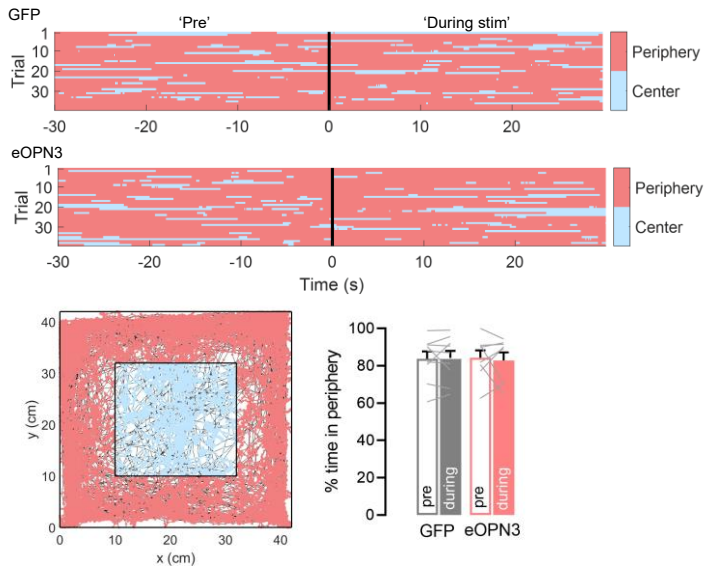 GFP
'Pre' 'During stim'
Trial
1
10
20
30
-30 -20 -10 0 10 20
Periphery
Center
eOPN3
Trial
1
10
20
30
-30 -20 -10 0 10 20
Time (s)
Periphery
Center
y (cm)
40
30
20
10
0
0 10 20 30 40
x (cm)
% time in periphery
100
80
60
40
20
0
pre during pre during
GFP eOPN3